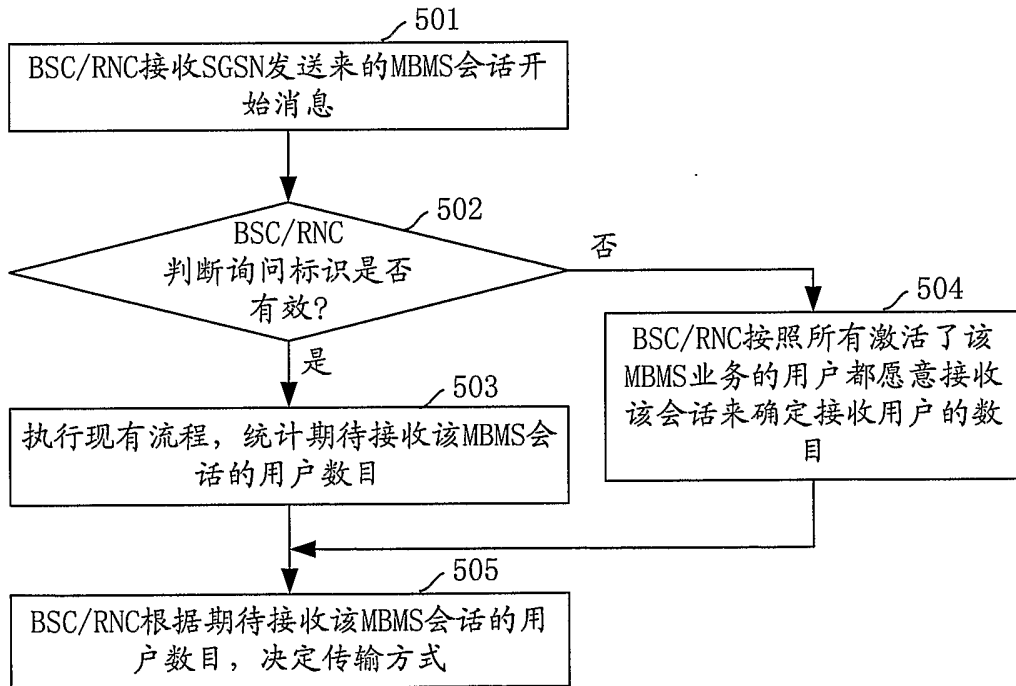 501
BSC/RNC接收SGSN发送来的MBMS会话开
始消息
502
BSC/RNC
判断询问标识是否
有效?
否
是
504
BSC/RNC按照所有激活了该
MBMS业务的用户都愿意接收
该会话来确定接收用户的数
目
503
执行现有流程，统计期待接收该MBMS会
话的用户数目
505
BSC/RNC根据期待接收该MBMS会话的用
户数目，决定传输方式